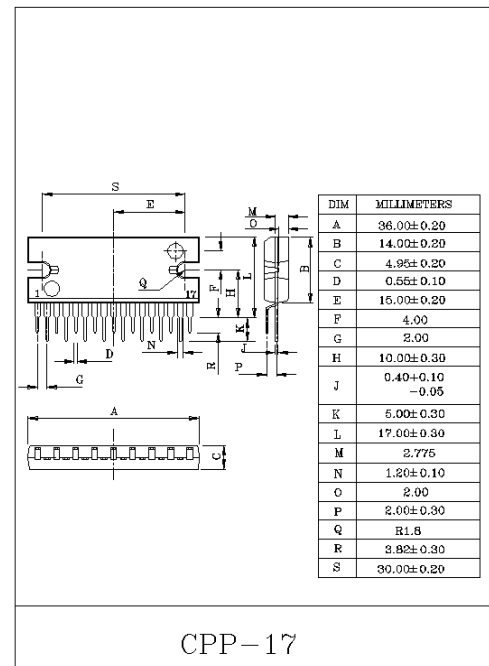 S
E
M
O
Q
F
H
L
B
1
17
K
D
N
J
R
G
P
A
C
DIM MILLIMETERS
A 36.00±0.20
B 14.00±0.20
C 4.95±0.20
D 0.55±0.10
E 15.00±0.20
F 4.00
G 2.00
H 10.00±0.30
J 0.40+0.10
-0.05
K 5.00±0.30
L 17.00±0.30
M 2.775
N 1.20±0.10
O 2.00
P 2.00±0.30
Q R1.8
R 3.82±0.30
S 30.00±0.20
CPP-17